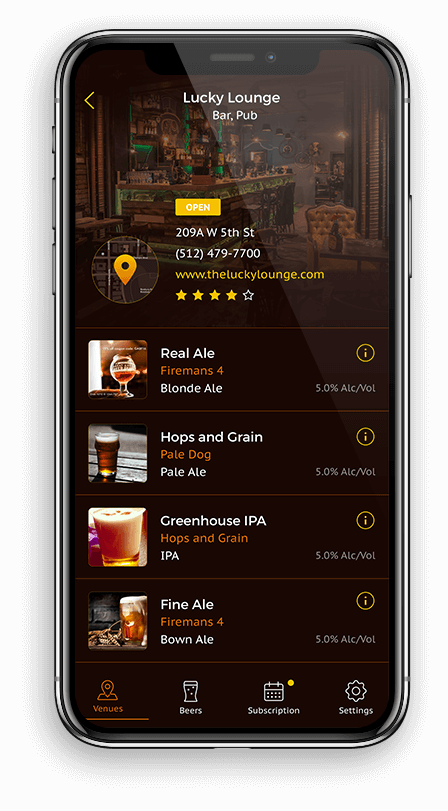 Lucky Lounge
Bar, Pub
OPEN
209A W 5th St
(512) 479-7700
www.theluckylounge.com
Real Ale
Firemans 4
Blonde Ale
5.0% Alc/Vol
Hops and Grain
Pale Dog
Pale Ale
5.0% Alc/Vol
Greenhouse IPA
Hops and Grain
IPA
5.0% Alc/Vol
Fine Ale
Firemans 4
Bown Ale
5.0% Alc/Vol
Venues
Beers
Subscription
Settings